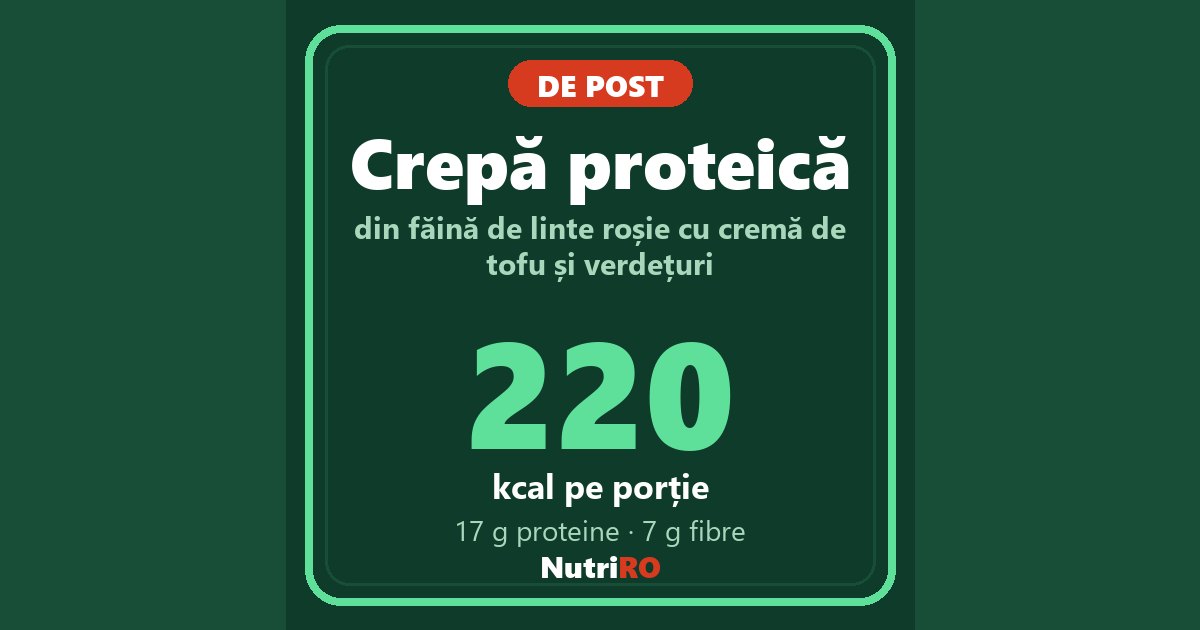 DE POST
Crepă proteică
din făină de linte roșie cu cremă de
tofu și verdețuri
220
kcal pe porție
17 g proteine · 7 g fibre
NutriRO